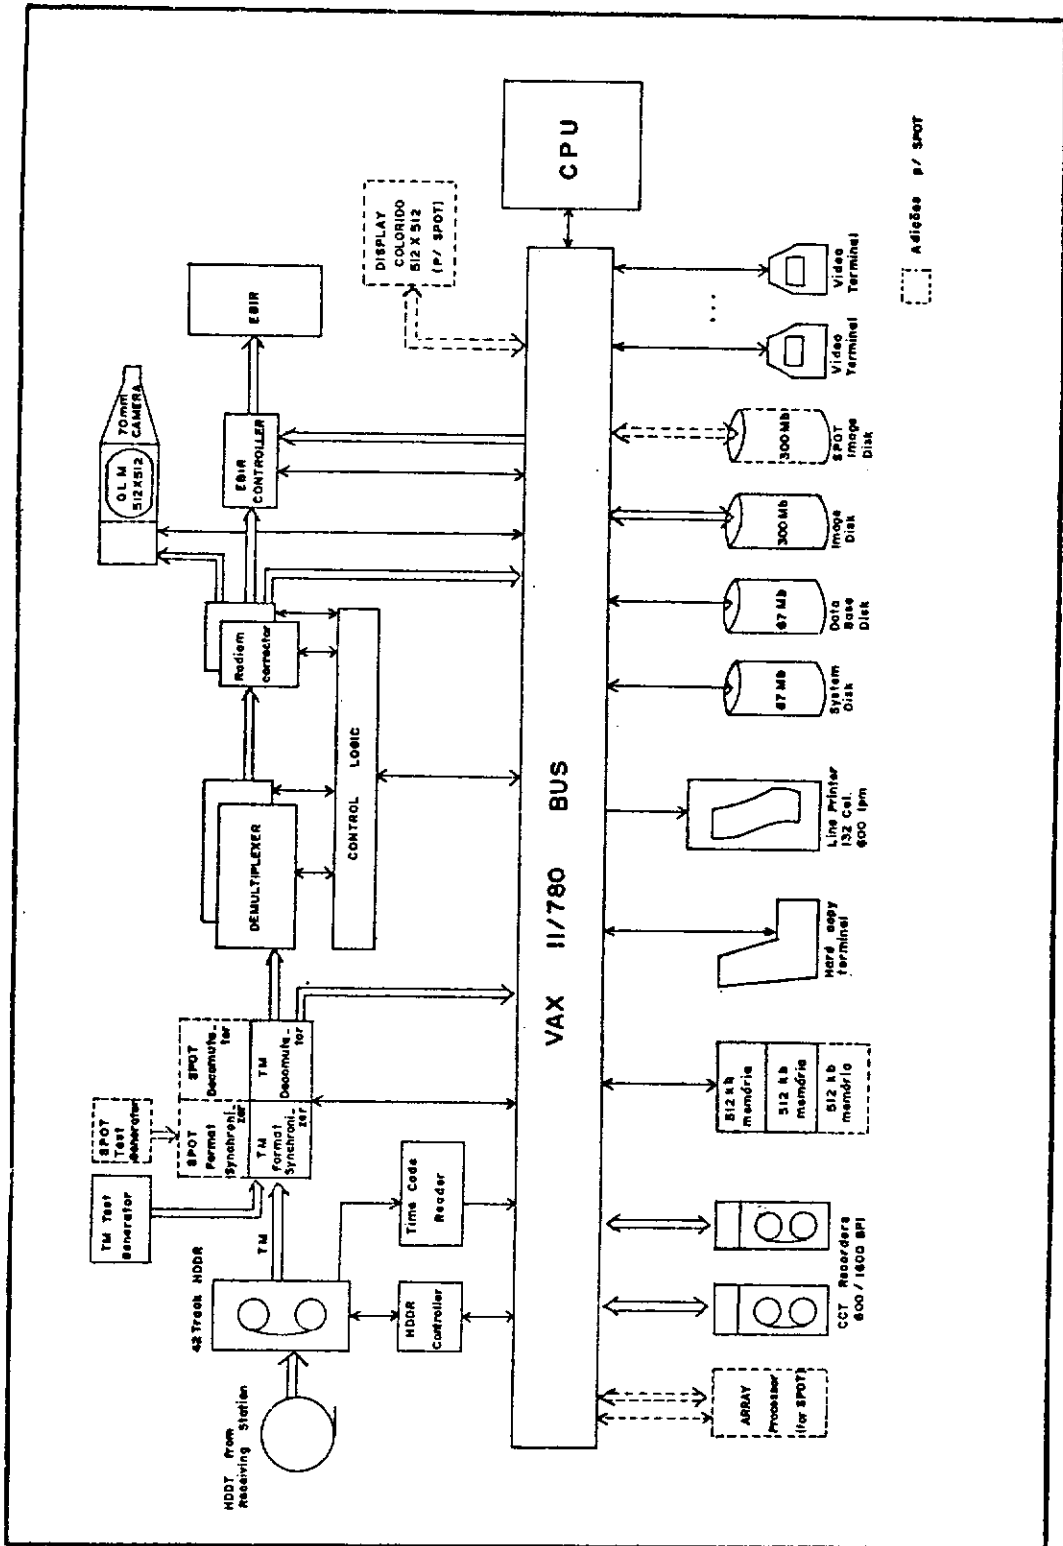 HDDT from
Receiving Station
42 Track HDDR
TM
TM Test
Generator
SPOT
Test
Generator
SPOT
Format
Synchroni_
zer
SPOT
Decomuta_
tor
TM
format
Synchroni_
zer
TM
Decomuta_
tor
HDDR
Controller
Time Code
Reader
DEMULTIPLEXER
Radiom
corrector
CONTROL LOGIC
QLM
512X512
70mm
CAMERA
EBIR
CONTROLLER
EBIR
DISPLAY
COLORIDO
512 X 512
(P/ SPOT)
CPU
VAX 11/780 BUS
ARRAY
Processor
(for SPOT)
CCT Recorders
600 / 1600 BPI
512 kb
memória
512 kb
memória
512 kb
memória
Hard copy
terminal
Line Printer
132 Col.
600 lpm
67 Mb
System
Disk
67 Mb
Data
Base
Disk
300 Mb
Image
Disk
300 Mb
SPOT
Image
Disk
Video
Terminal
...
Video
Terminal
Adições p/ SPOT